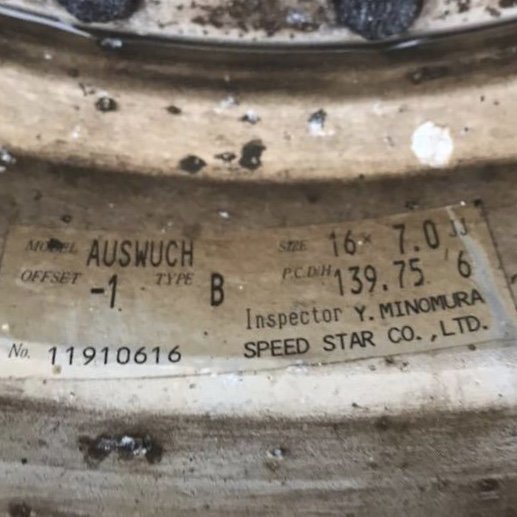 MODEL AUSWUCH SIZE 16× 7.0 JJ
OFFSET -1 TYPE B P.C.D/H 139.75 '6
Inspector Y. MINOMURA
No. 11910616 SPEED STAR CO.,LTD.